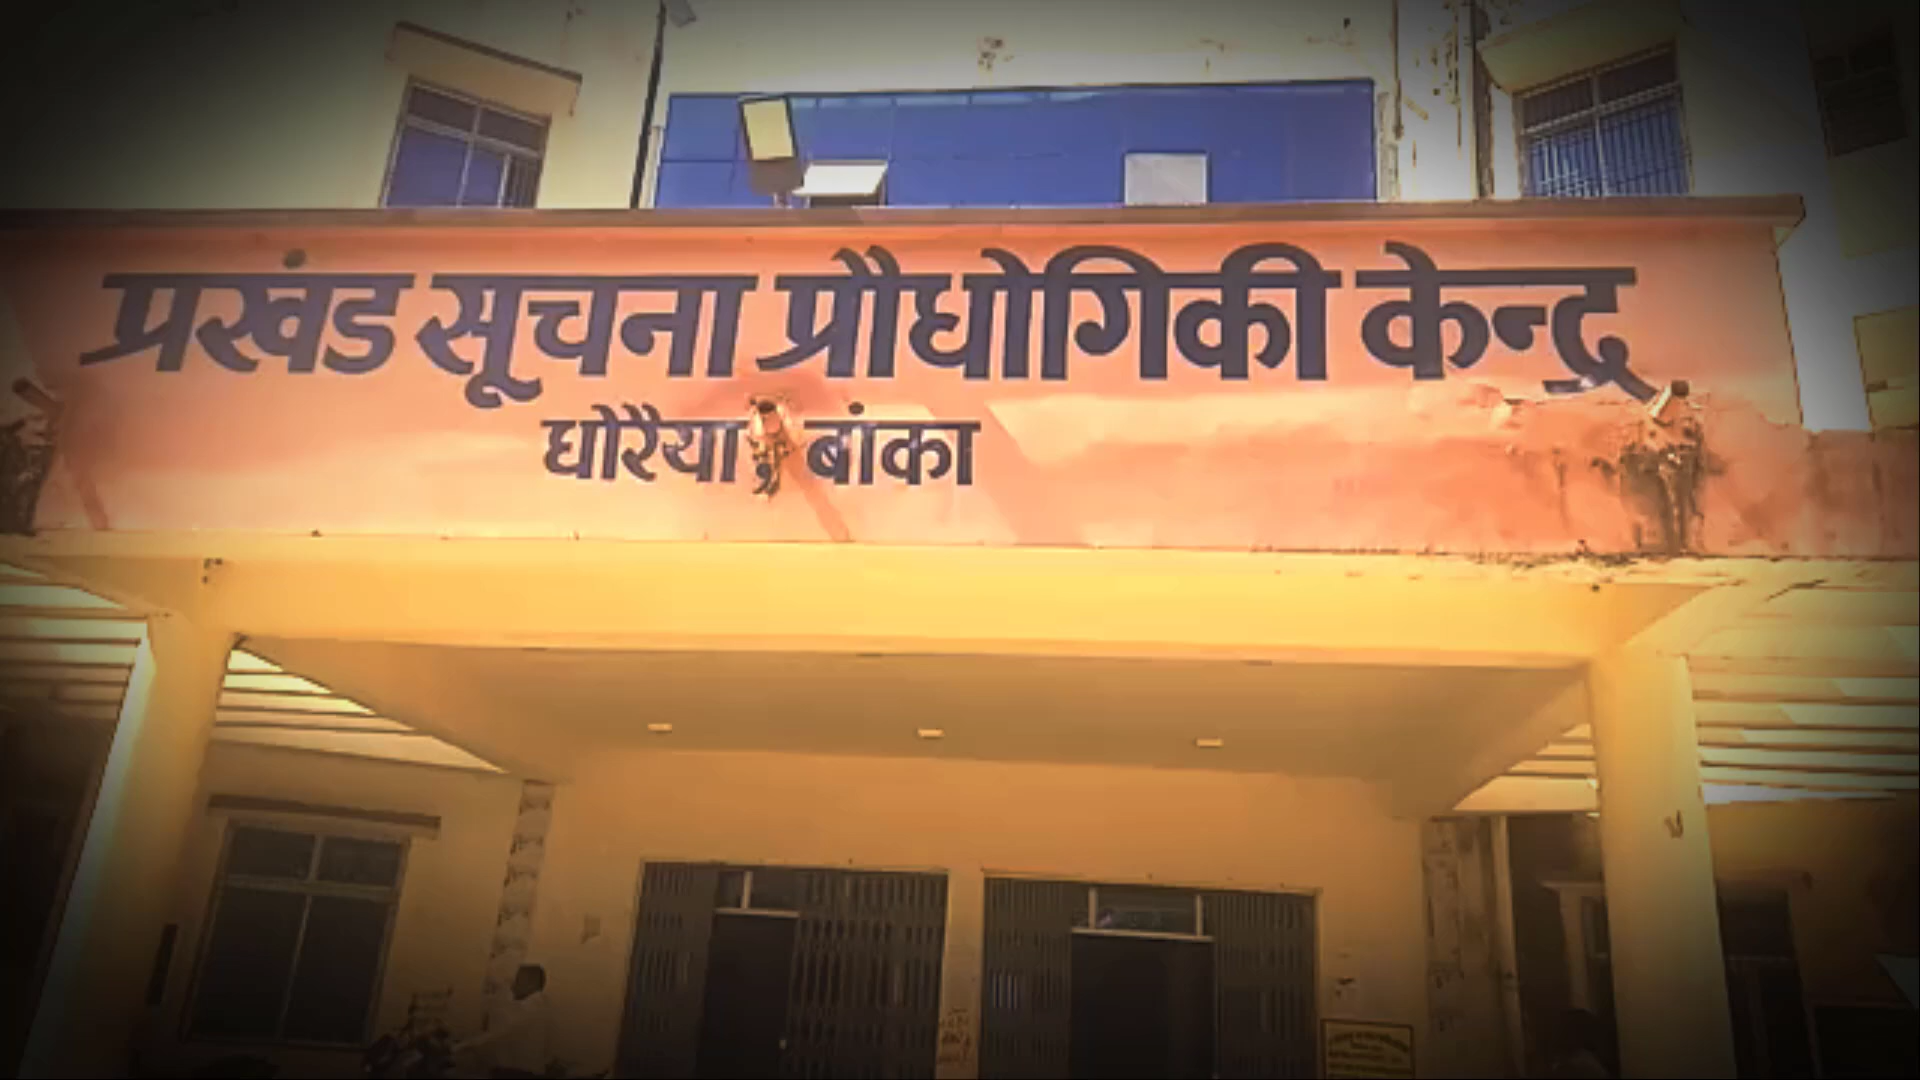 प्रखंड सूचना प्रौधोगिकी केन्द्र
धोरैया, बांका